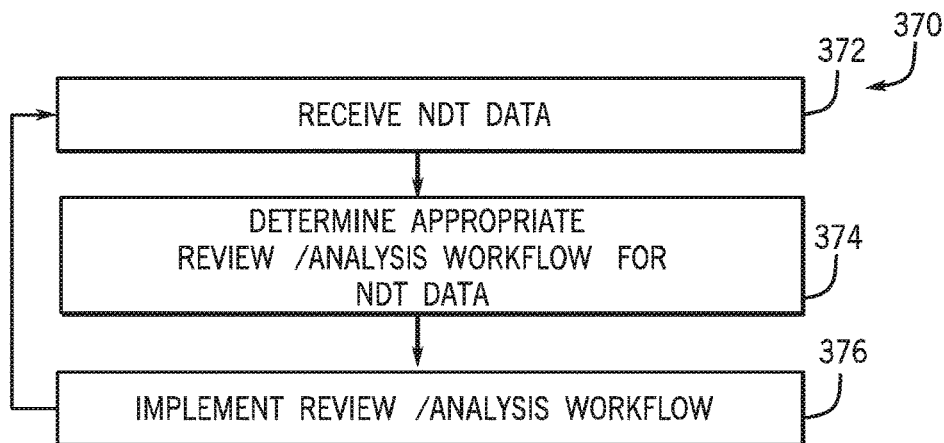 370
372
RECEIVE NDT DATA
DETERMINE APPROPRIATE
REVIEW /ANALYSIS WORKFLOW FOR
NDT DATA
374
376
IMPLEMENT REVIEW /ANALYSIS WORKFLOW